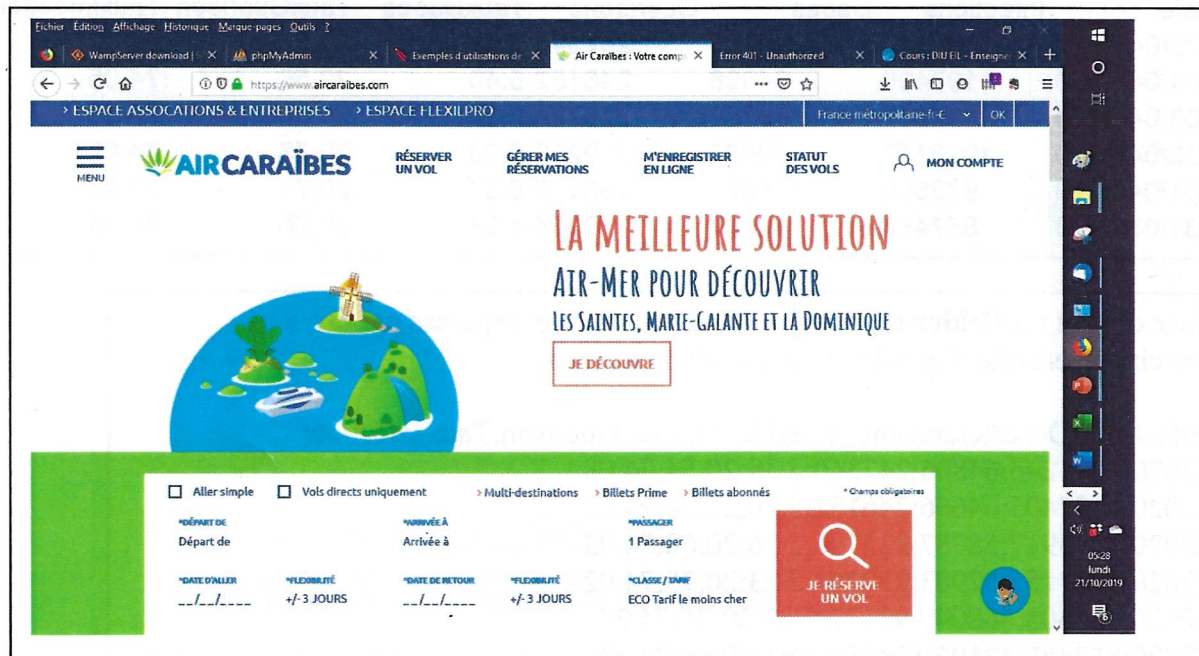 Fichier Édition Affichage Historique Marque-pages Outils ?
WampServer download | S phpMyAdmin Exemples d'utilisations de Air Caraïbes : Votre comp Error 401 - Unauthorized Cours : DIU EIL - Enseigne
https://www.aircaraibes.com
> ESPACE ASSOCATIONS & ENTREPRISES > ESPACE FLEXILPRO France métropolitaine-fr-€ OK
MENU
AIR CARAÏBES
RÉSERVER UN VOL
GÉRER MES RÉSERVATIONS
M'ENREGISTRER EN LIGNE
STATUT DES VOLS
MON COMPTE
LA MEILLEURE SOLUTION
AIR-MER POUR DÉCOUVRIR
LES SAINTES, MARIE-GALANTE ET LA DOMINIQUE
JE DÉCOUVRE
Aller simple Vols directs uniquement > Multi-destinations > Billets Prime > Billets abonnés * Champs obligatoires
*DÉPART DE *ARRIVÉE À *PASSAGER
Départ de Arrivée à 1 Passager
*DATE D'ALLER *FLEXIBILITÉ *DATE DE RETOUR *FLEXIBILITÉ *CLASSE / TARIF
__/__/____ +/- 3 JOURS __/__/____ +/- 3 JOURS ECO Tarif le moins cher
JE RÉSERVE
UN VOL
05:28
lundi
21/10/2019